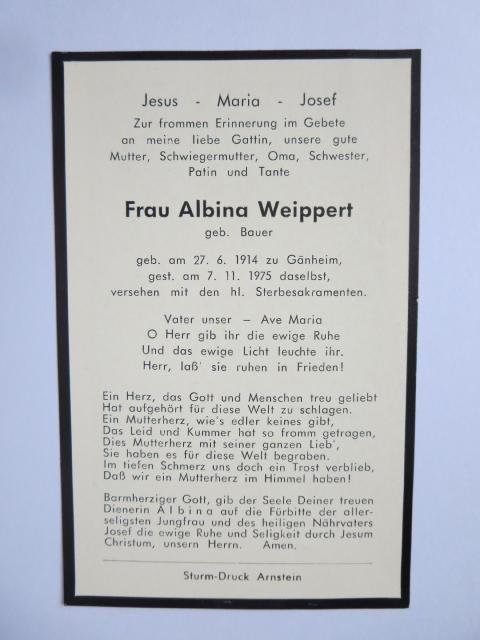 Jesus - Maria - Josef
Zur frommen Erinnerung im Gebete
an meine liebe Gattin, unsere gute
Mutter, Schwiegermutter, Oma, Schwester,
Patin und Tante
Frau Albina Weippert
geb. Bauer
geb. am 27. 6. 1914 zu Gänheim,
gest. am 7. 11. 1975 daselbst,
versehen mit den hl. Sterbesakramenten.
Vater unser – Ave Maria
O Herr gib ihr die ewige Ruhe
Und das ewige Licht leuchte ihr.
Herr, laß' sie ruhen in Frieden!
Ein Herz, das Gott und Menschen treu geliebt
Hat aufgehört für diese Welt zu schlagen.
Ein Mutterherz, wie's edler keines gibt,
Das Leid und Kummer hat so fromm getragen,
Dies Mutterherz mit seiner ganzen Lieb',
Sie haben es für diese Welt begraben.
Im tiefen Schmerz uns doch ein Trost verblieb,
Daß wir ein Mutterherz im Himmel haben!
Barmherziger Gott, gib der Seele Deiner treuen
Dienerin Albina auf die Fürbitte der aller-
seligsten Jungfrau und des heiligen Nährvaters
Josef die ewige Ruhe und Seligkeit durch Jesum
Christum, unsern Herrn. Amen.
Sturm-Druck Arnstein